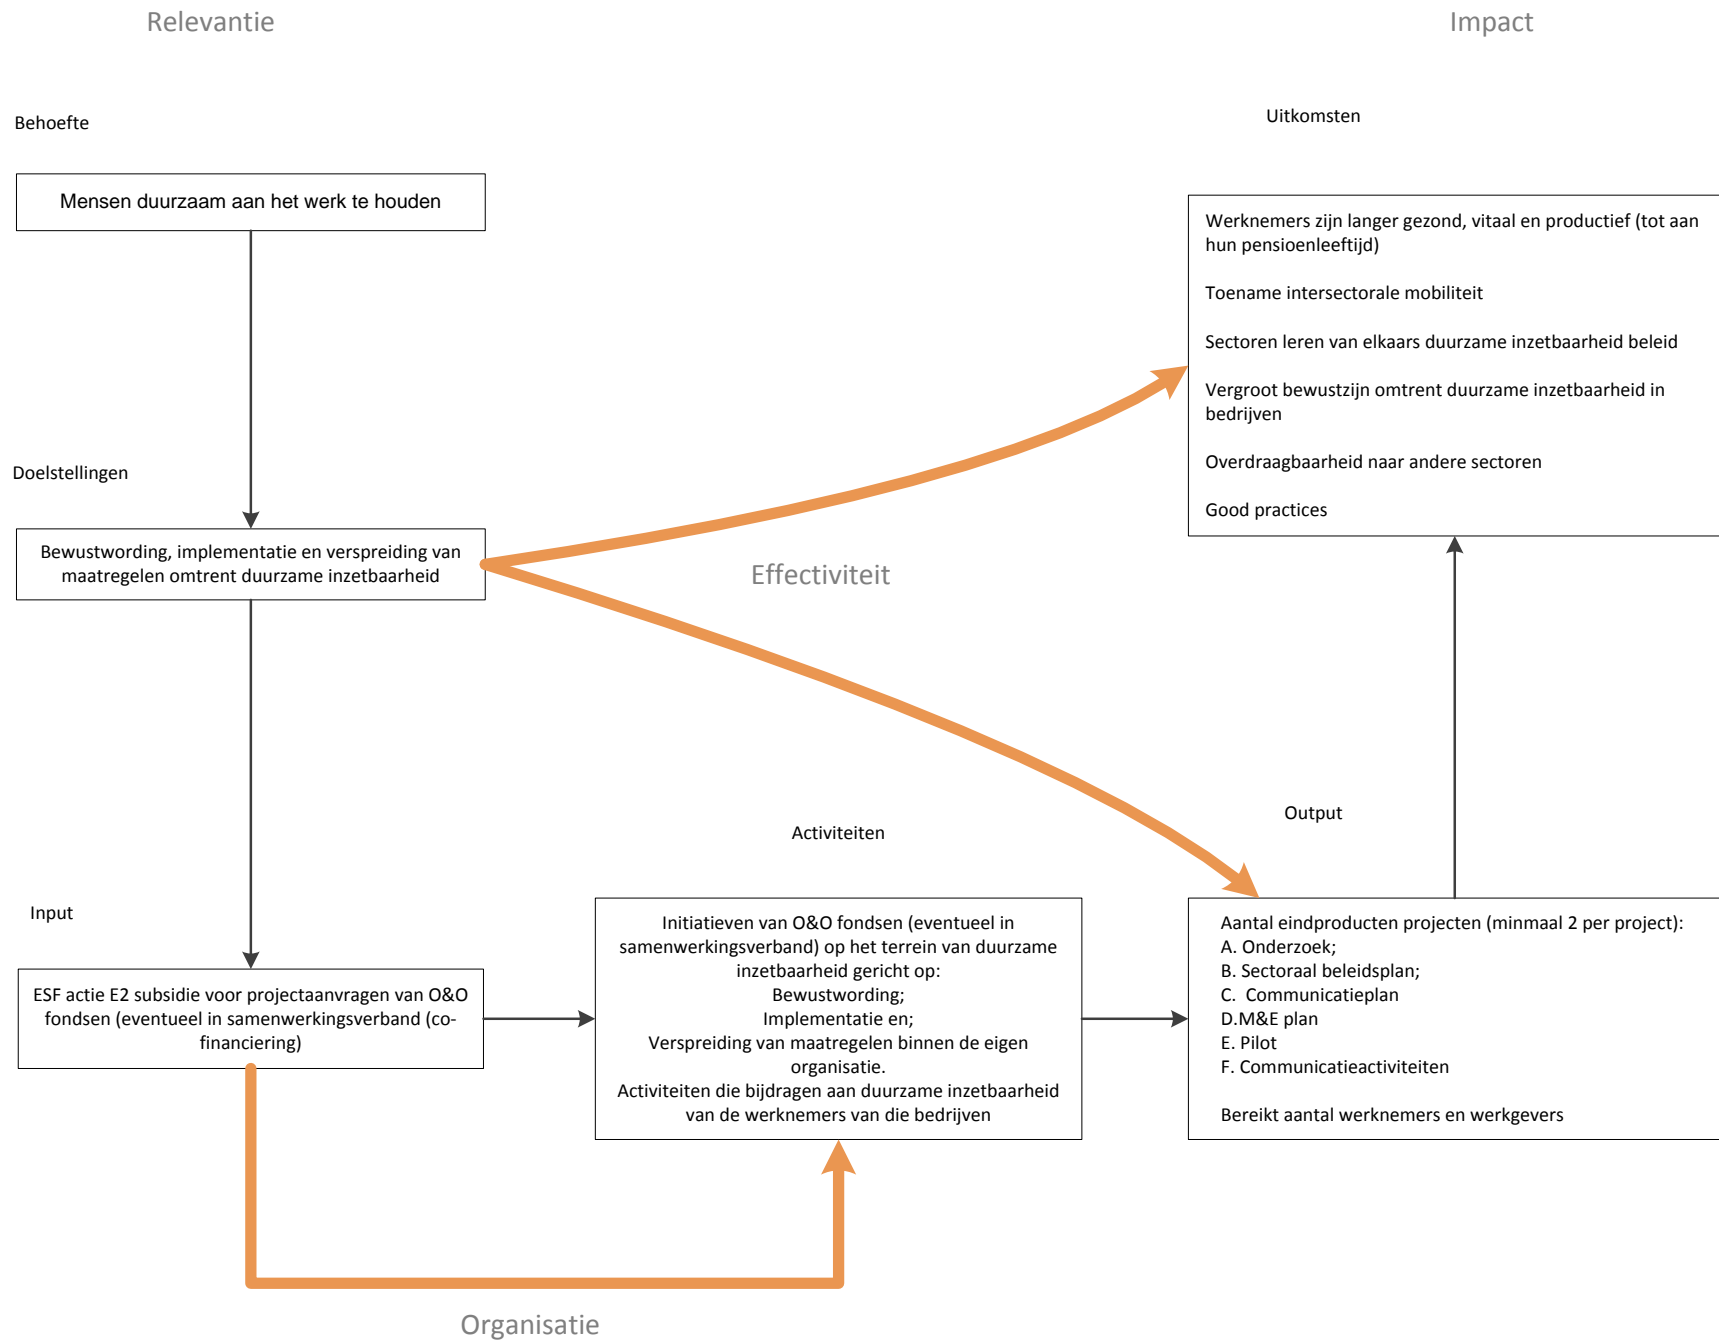 Relevantie
Impact
Behoefte
Uitkomsten
Mensen duurzaam aan het werk te houden
Werknemers zijn langer gezond, vitaal en productief (tot aan
hun pensioenleeftijd)
Toename intersectorale mobiliteit
Sectoren leren van elkaars duurzame inzetbaarheid beleid
Vergroot bewustzijn omtrent duurzame inzetbaarheid in
bedrijven
Overdraagbaarheid naar andere sectoren
Good practices
Doelstellingen
Bewustwording, implementatie en verspreiding van
maatregelen omtrent duurzame inzetbaarheid
Effectiviteit
Input
ESF actie E2 subsidie voor projectaanvragen van O&O
fondsen (eventueel in samenwerkingsverband (co-
financiering)
Activiteiten
Initiatieven van O&O fondsen (eventueel in
samenwerkingsverband) op het terrein van duurzame
inzetbaarheid gericht op:
Bewustwording;
Implementatie en;
Verspreiding van maatregelen binnen de eigen
organisatie.
Activiteiten die bijdragen aan duurzame inzetbaarheid
van de werknemers van die bedrijven
Output
Aantal eindproducten projecten (minmaal 2 per project):
A. Onderzoek;
B. Sectoraal beleidsplan;
C. Communicatieplan
D.M&E plan
E. Pilot
F. Communicatieactiviteiten
Bereikt aantal werknemers en werkgevers
Organisatie